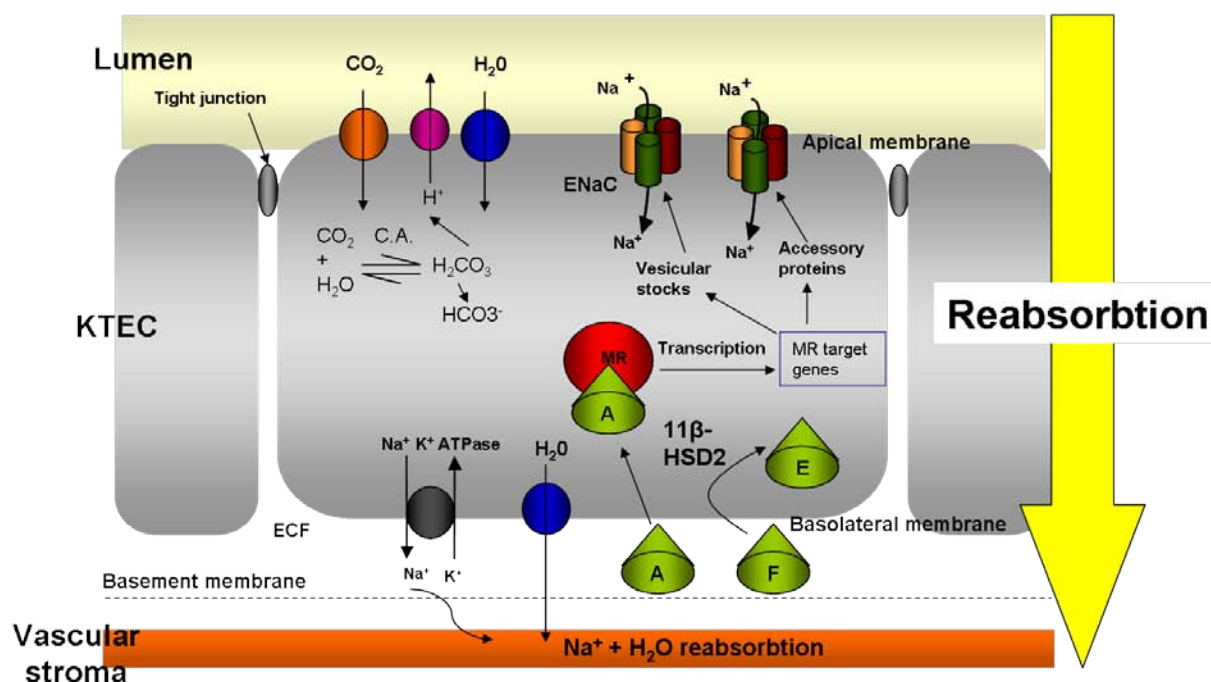 Lumen
CO₂
H₂0
Tight junction
Na +
Na⁺
Apical membrane
ENaC
H⁺
CO₂
+
H₂O
C.A.
H₂CO₃
HCO3⁻
Na⁺
Na⁺
Vesicular
stocks
Accessory
proteins
KTEC
Reabsorbtion
MR
A
Transcription
MR target
genes
Na⁺ K⁺ ATPase
H₂0
11β-
HSD2
E
Basolateral membrane
ECF
Na⁺
K⁺
A
F
Basement membrane
Vascular
stroma
Na⁺ + H₂O reabsorbtion